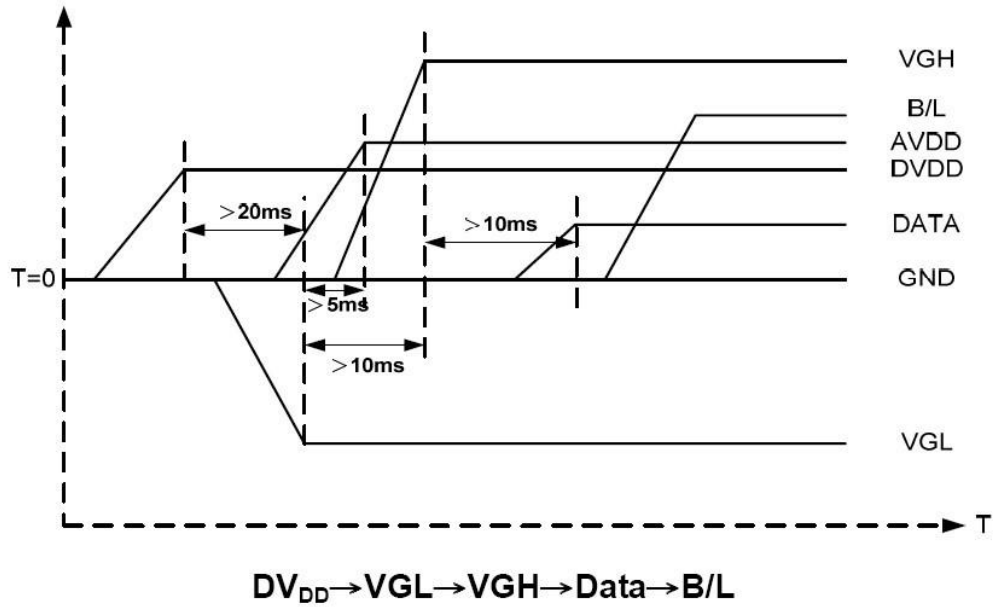 VGH
B/L
AVDD
DVDD
>20ms
>10ms
DATA
T=0
GND
>5ms
>10ms
VGL
T
DVDD→VGL→VGH→Data→B/L